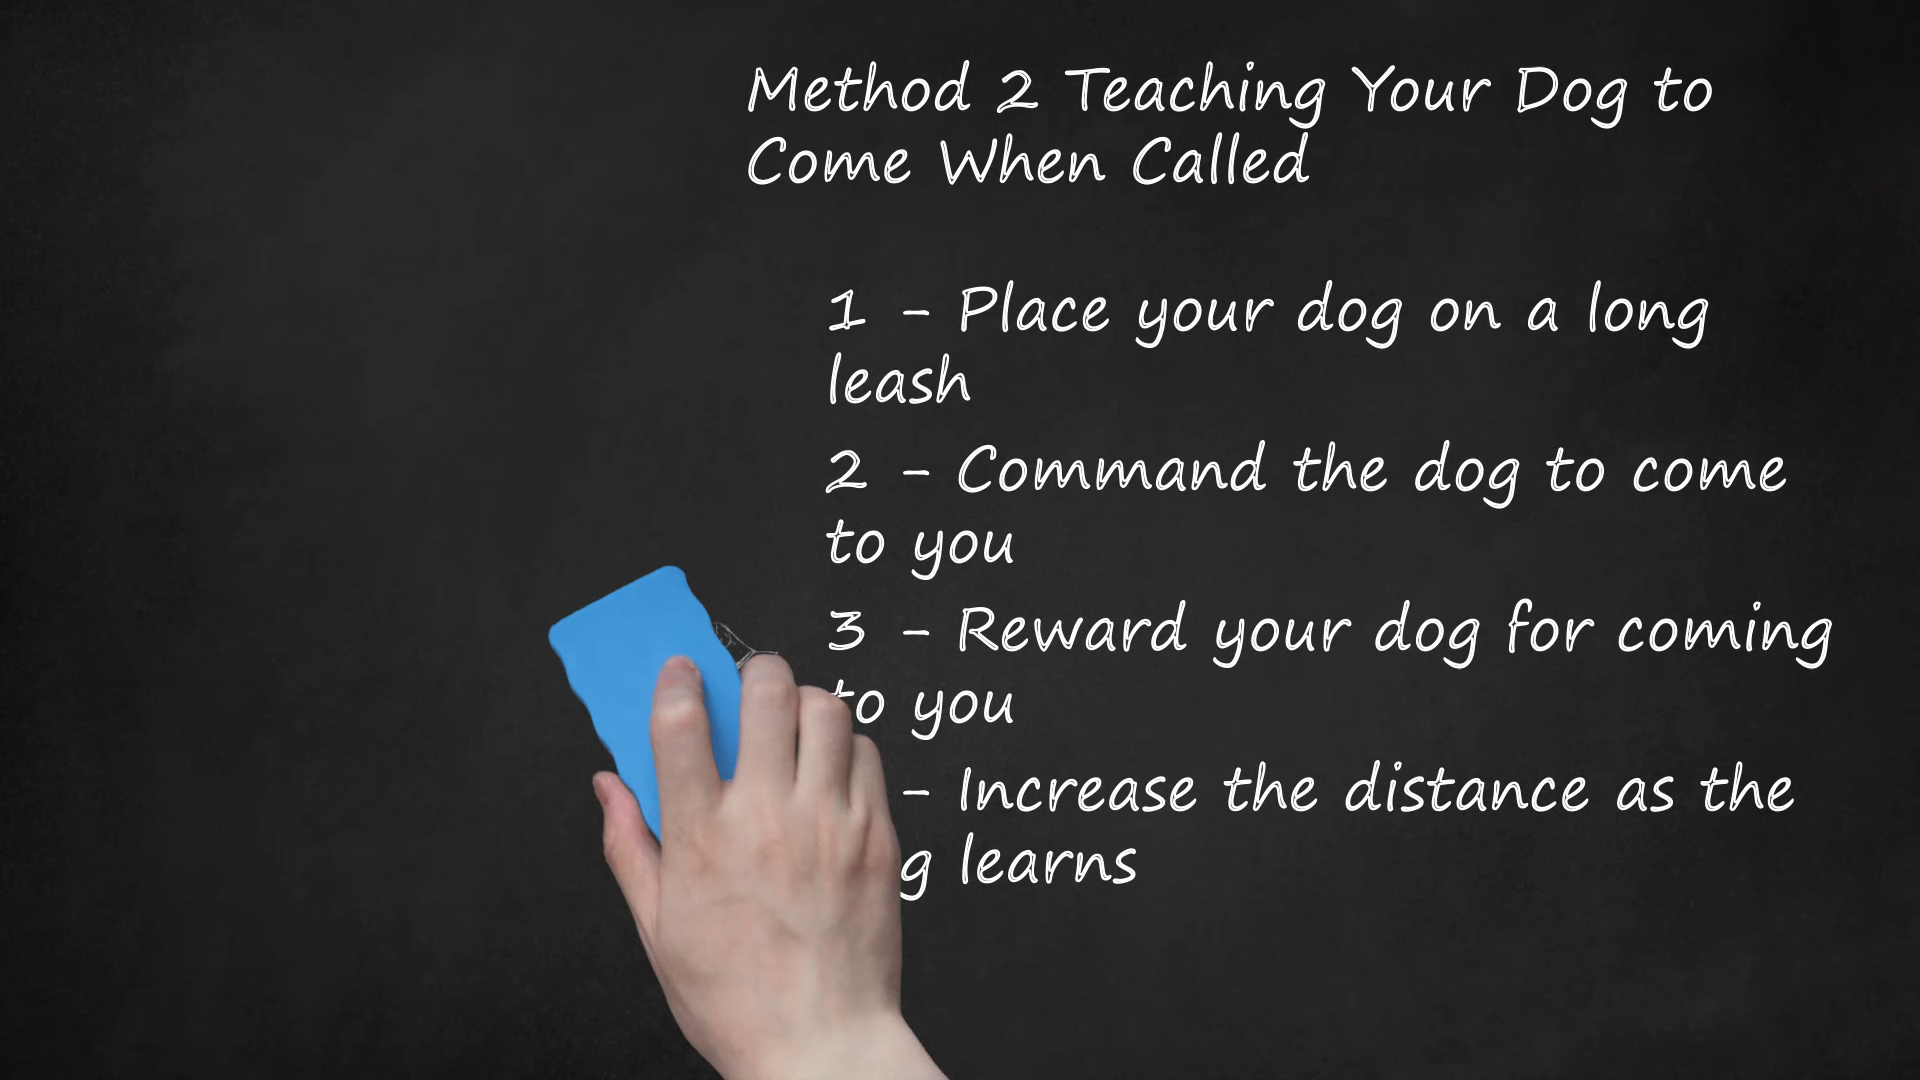 Method 2 Teaching Your Dog to
Come When Called
1 - Place your dog on a long
leash
2 - Command the dog to come
to you
3 - Reward your dog for coming
to you
- Increase the distance as the
learns